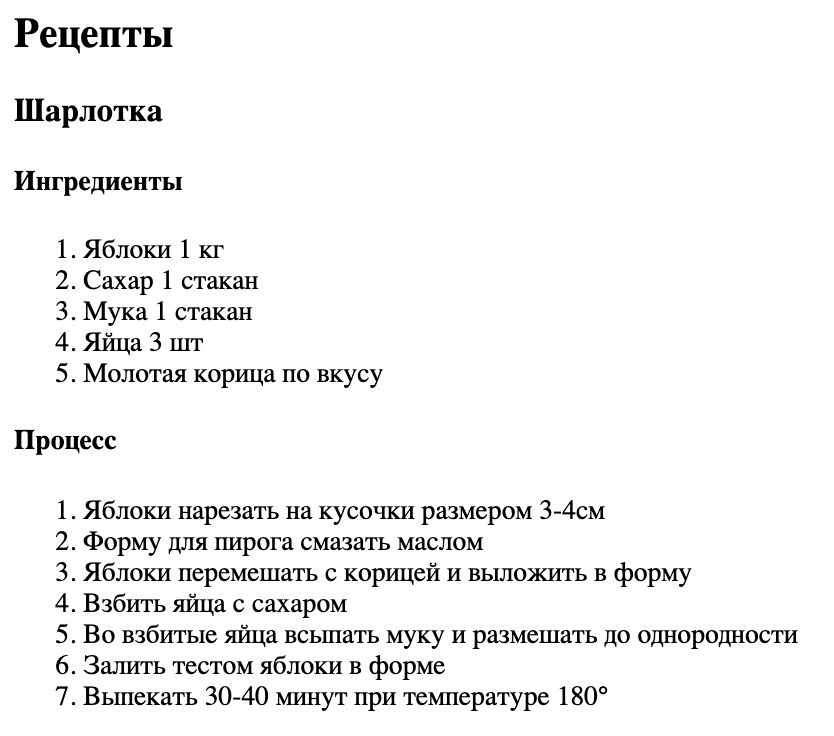 Рецепты
Шарлотка
Ингредиенты
1. Яблоки 1 кг
2. Сахар 1 стакан
3. Мука 1 стакан
4. Яйца 3 шт
5. Молотая корица по вкусу
Процесс
1. Яблоки нарезать на кусочки размером 3-4см
2. Форму для пирога смазать маслом
3. Яблоки перемешать с корицей и выложить в форму
4. Взбить яйца с сахаром
5. Во взбитые яйца всыпать муку и размешать до однородности
6. Залить тестом яблоки в форме
7. Выпекать 30-40 минут при температуре 180°